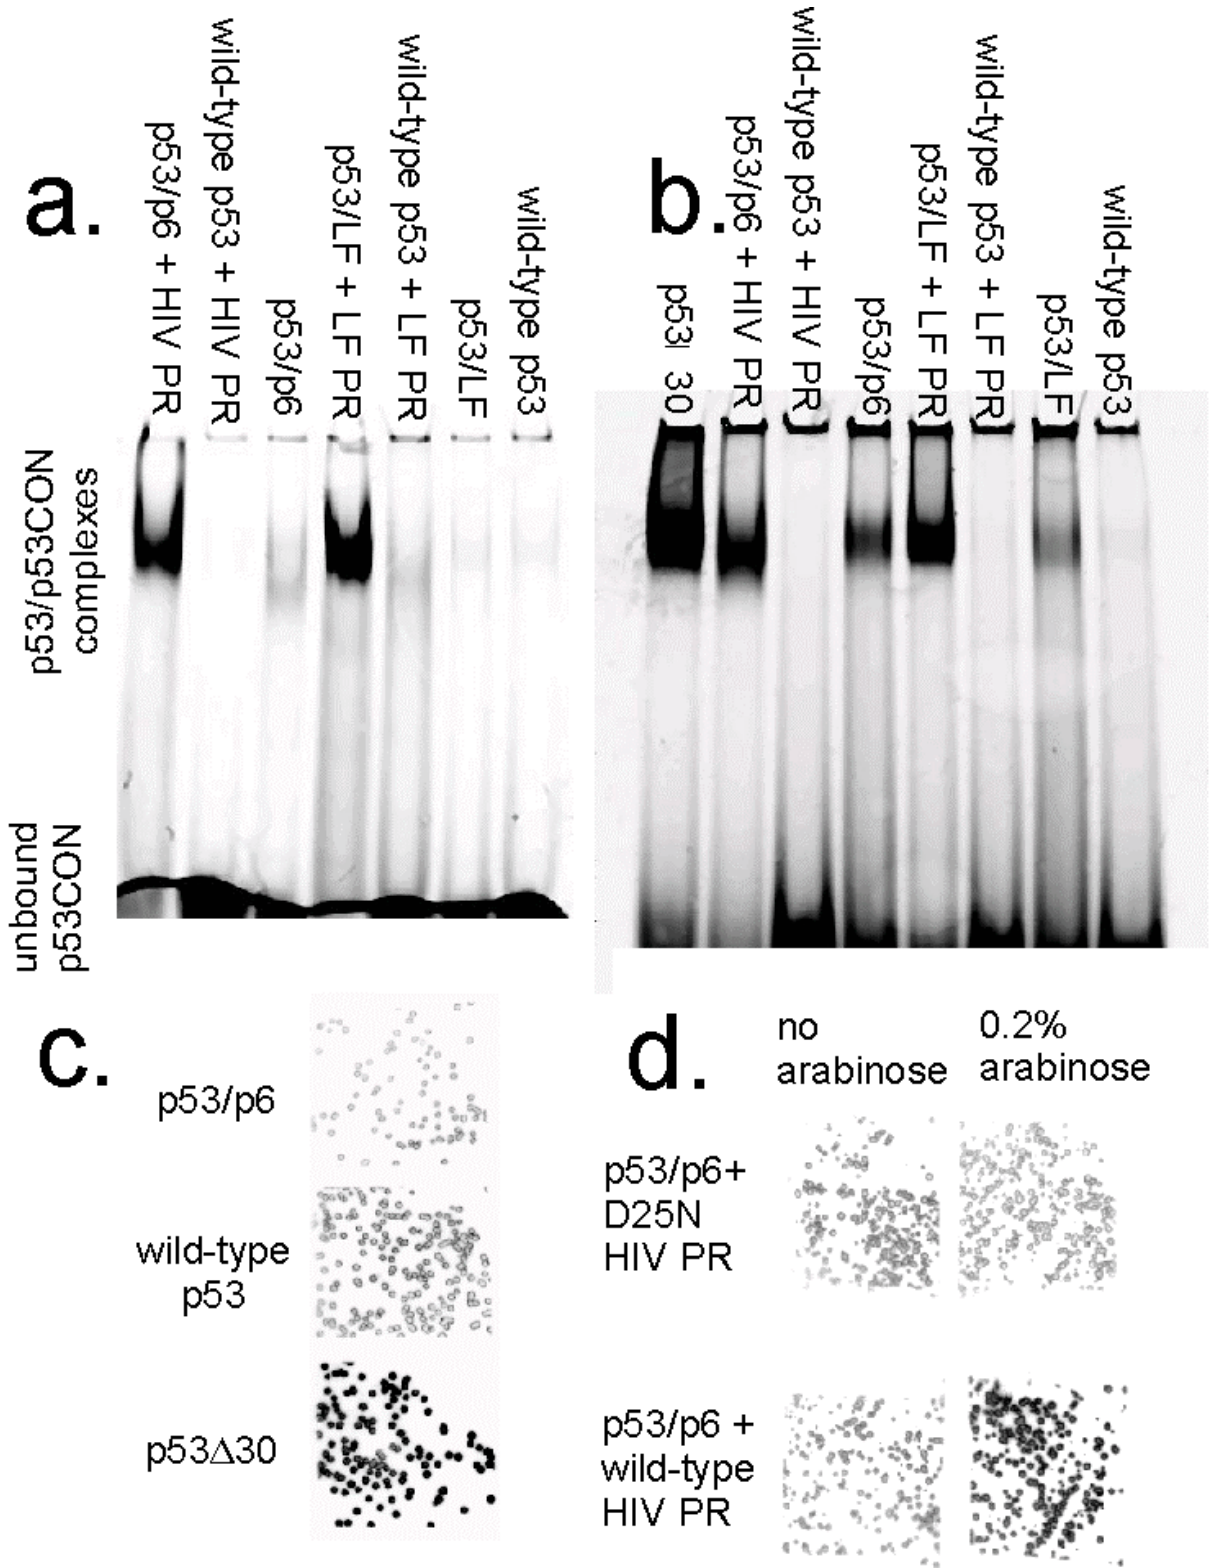 a.
p53/p6 + HIV PR
wild-type p53 + HIV PR
p53/p6
p53/LF + LF PR
wild-type p53 + LF PR
p53/LF
wild-type p53
p53/p53CON
complexes
unbound
p53CON
b.
p53| 30
p53/p6 + HIV PR
wild-type p53 + HIV PR
p53/p6
p53/LF + LF PR
wild-type p53 + LF PR
p53/LF
wild-type p53
c.
p53/p6
wild-type
p53
p53Δ30
d.
no
arabinose
0.2%
arabinose
p53/p6+
D25N
HIV PR
p53/p6 +
wild-type
HIV PR